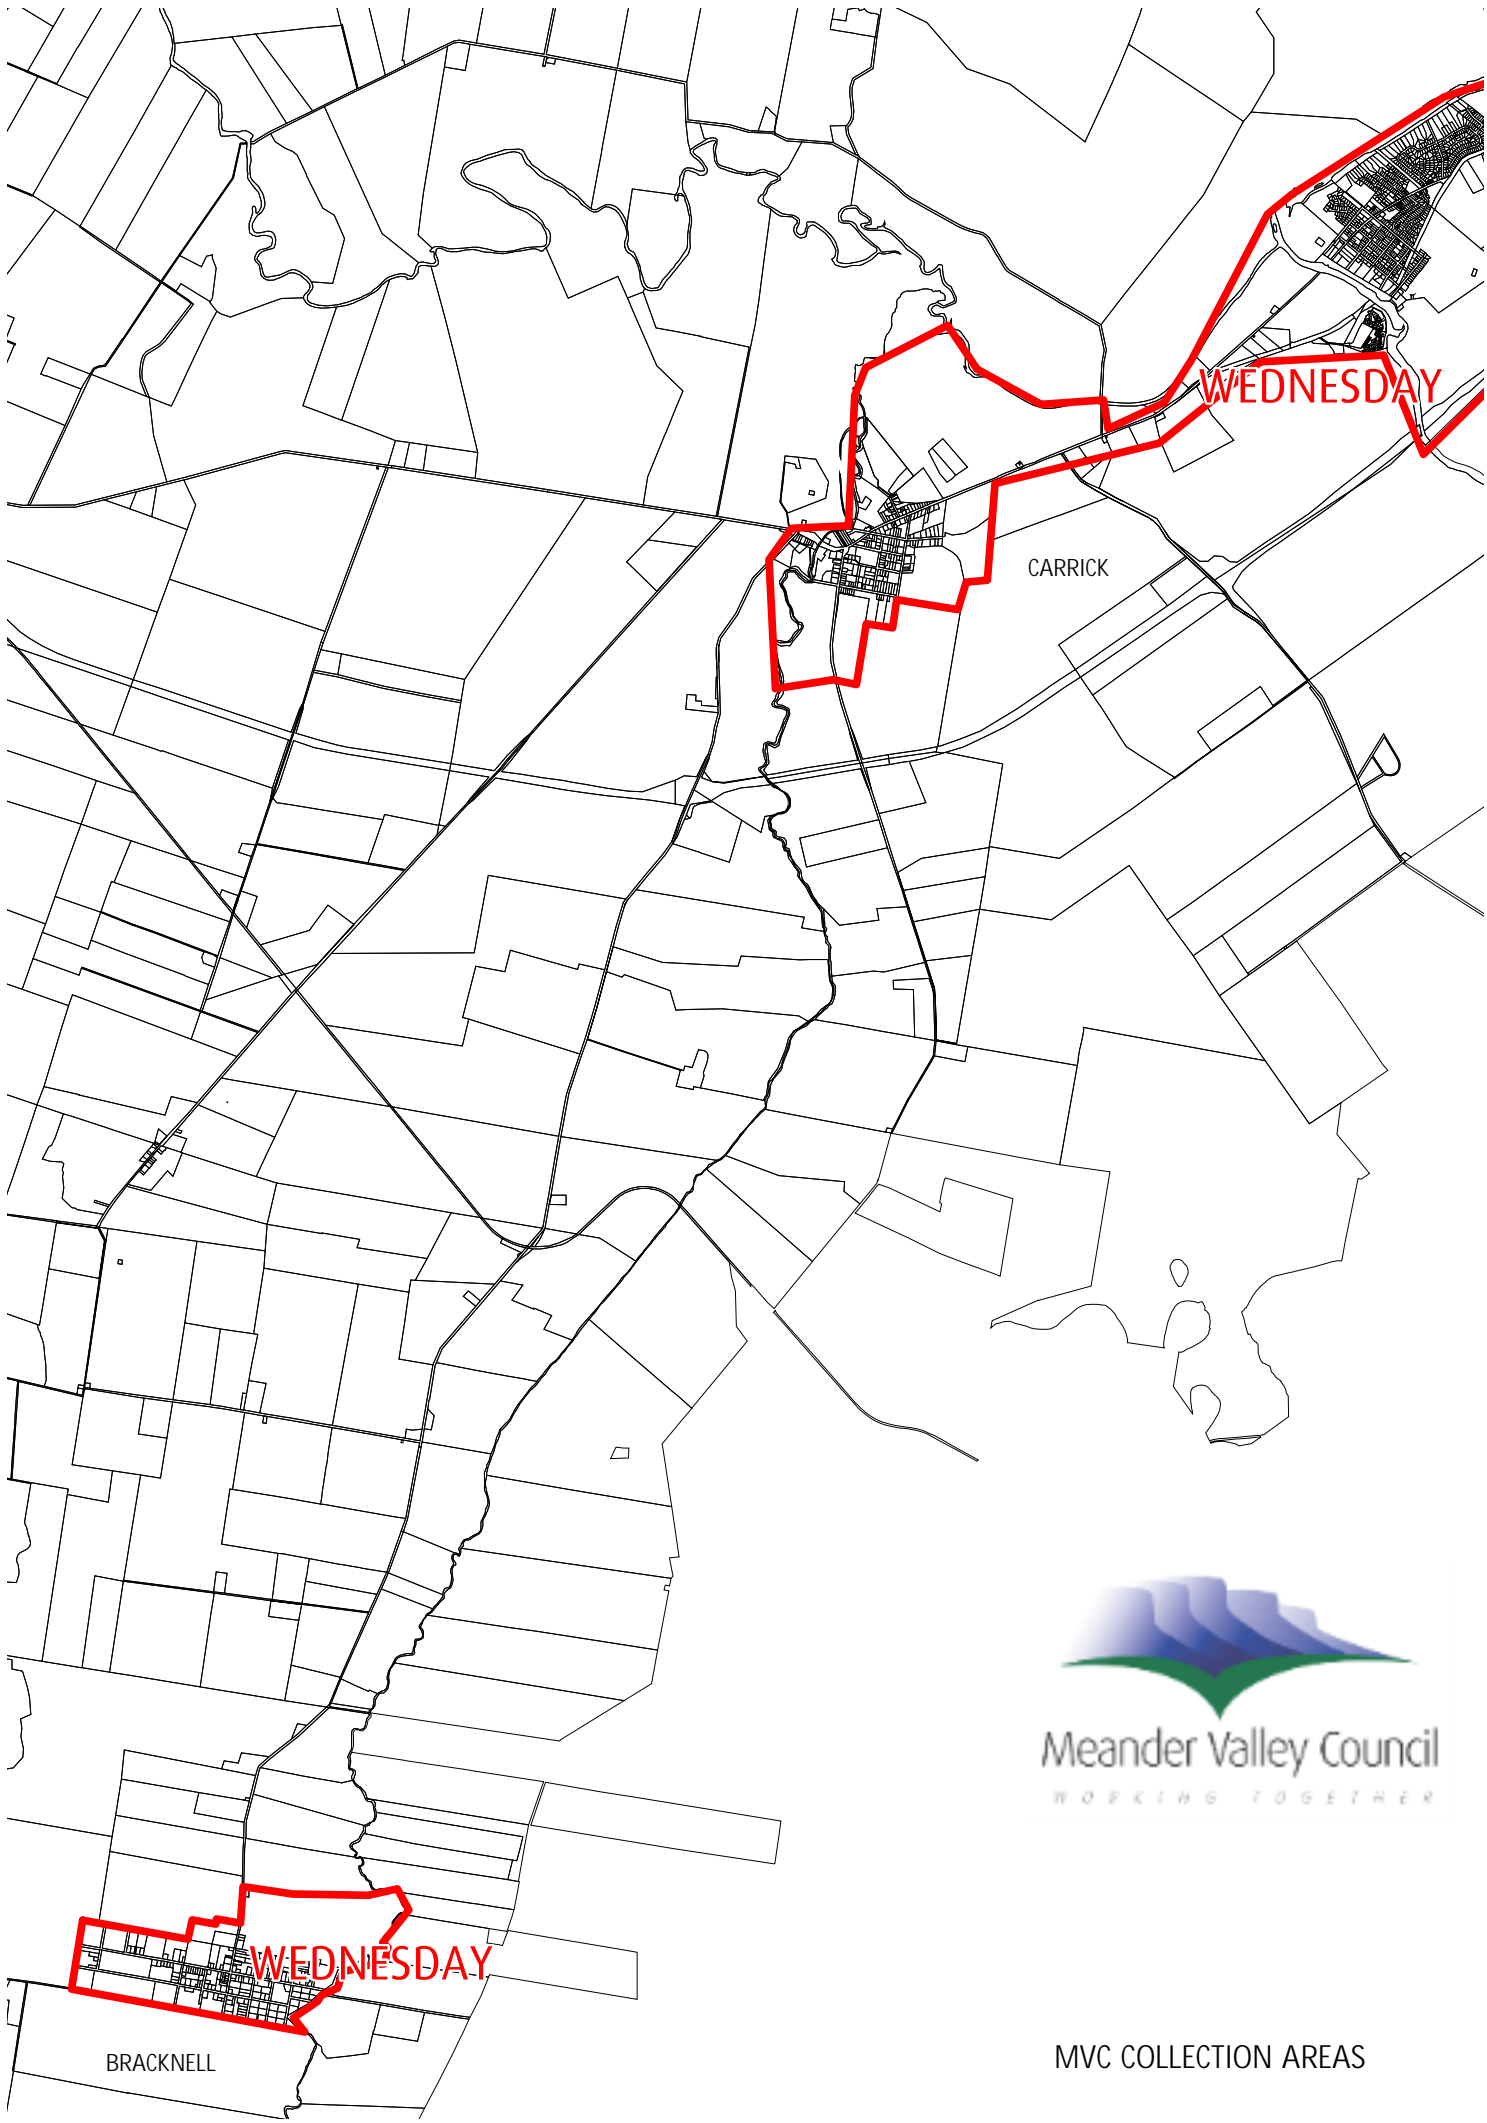 WEDNESDAY
CARRICK
Meander Valley Council
WORKING TOGETHER
WEDNESDAY
BRACKNELL
MVC COLLECTION AREAS